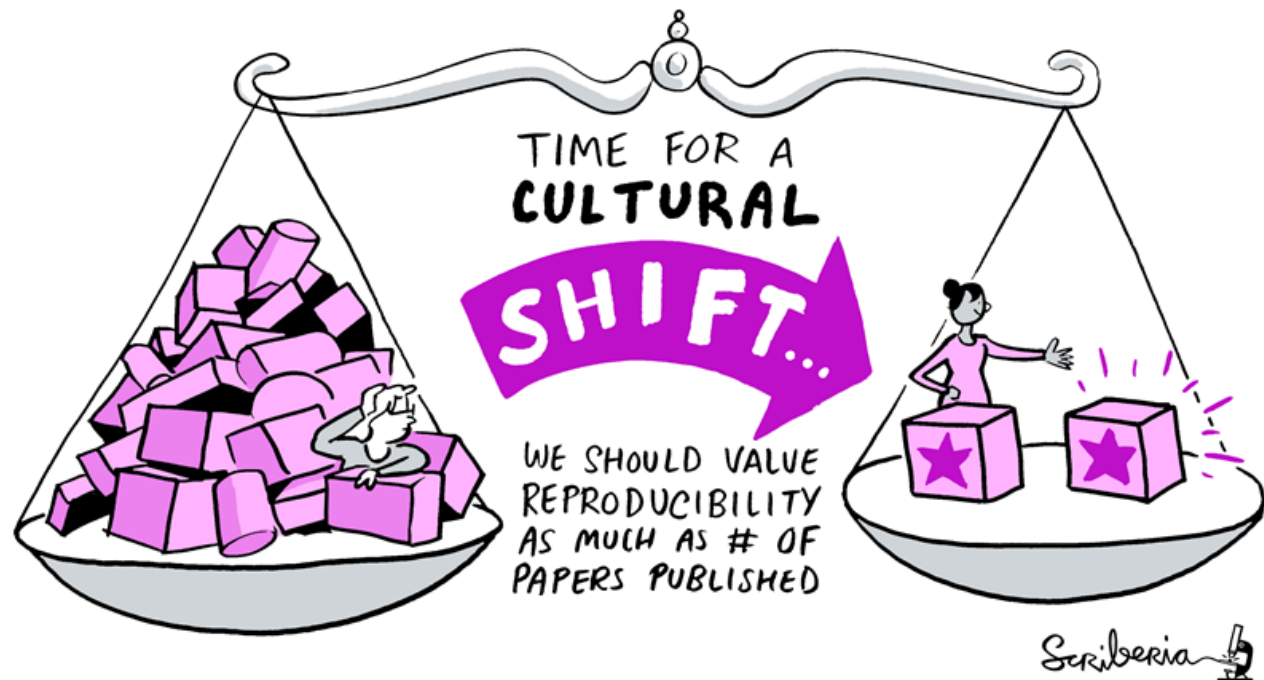 TIME FOR A
CULTURAL
SHIFT...
WE SHOULD VALUE
REPRODUCIBILITY
AS MUCH AS # OF
PAPERS PUBLISHED
Scriberia